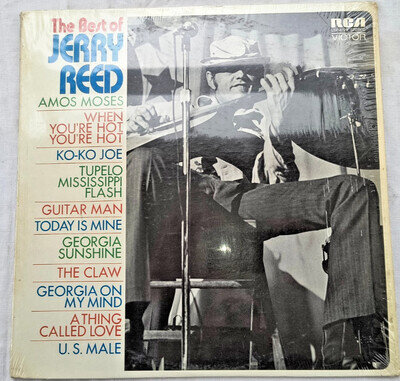 The Best of
JERRY
REED
AMOS MOSES
WHEN
YOU'RE HOT
YOU'RE HOT
KO-KO JOE
TUPELO
MISSISSIPPI
FLASH
GUITAR MAN
TODAY IS MINE
GEORGIA
SUNSHINE
THE CLAW
GEORGIA ON
MY MIND
A THING
CALLED LOVE
U.S. MALE
RCA
VICTOR